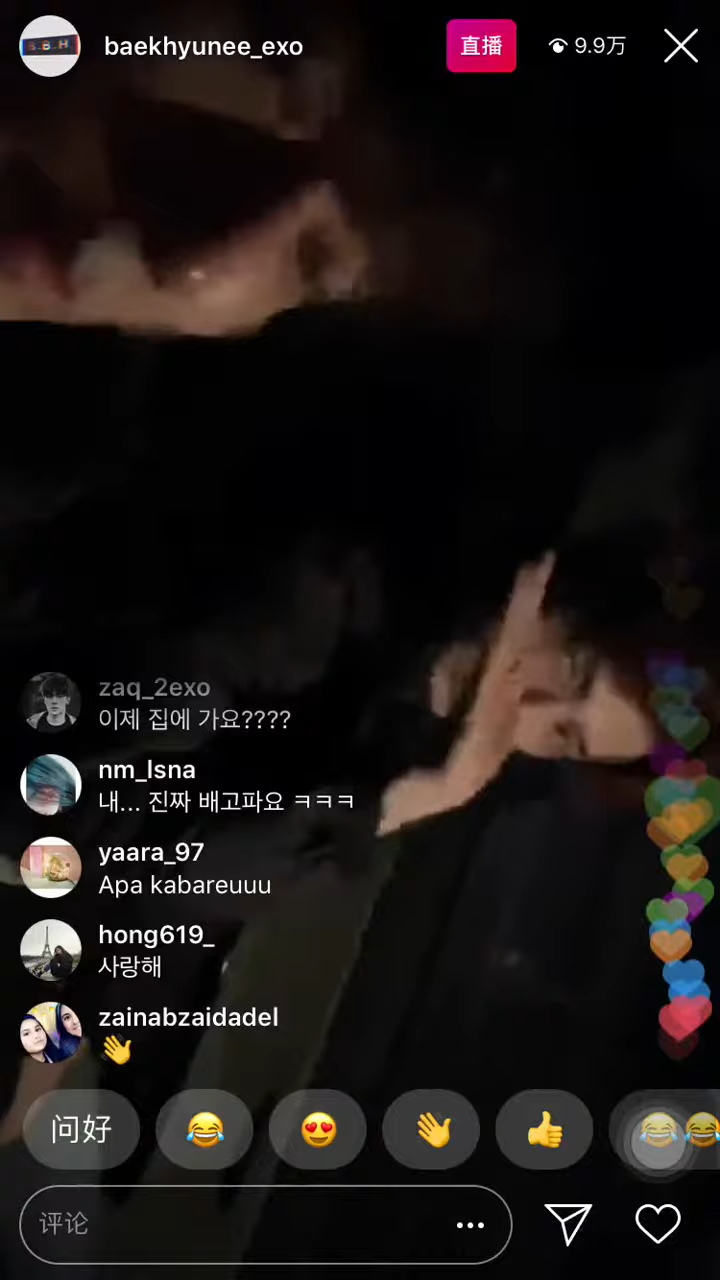 B B H
baekhyunee_exo
直播
9.9万
zaq_2exo
이제 집에 가요????
nm_lsna
내... 진짜 배고파요 ㅋㅋㅋ
yaara_97
Apa kabareuuu
hong619_
사랑해
zainabzaidadel
👋
问好
😂
😍
👋
👍
😂😂
评论